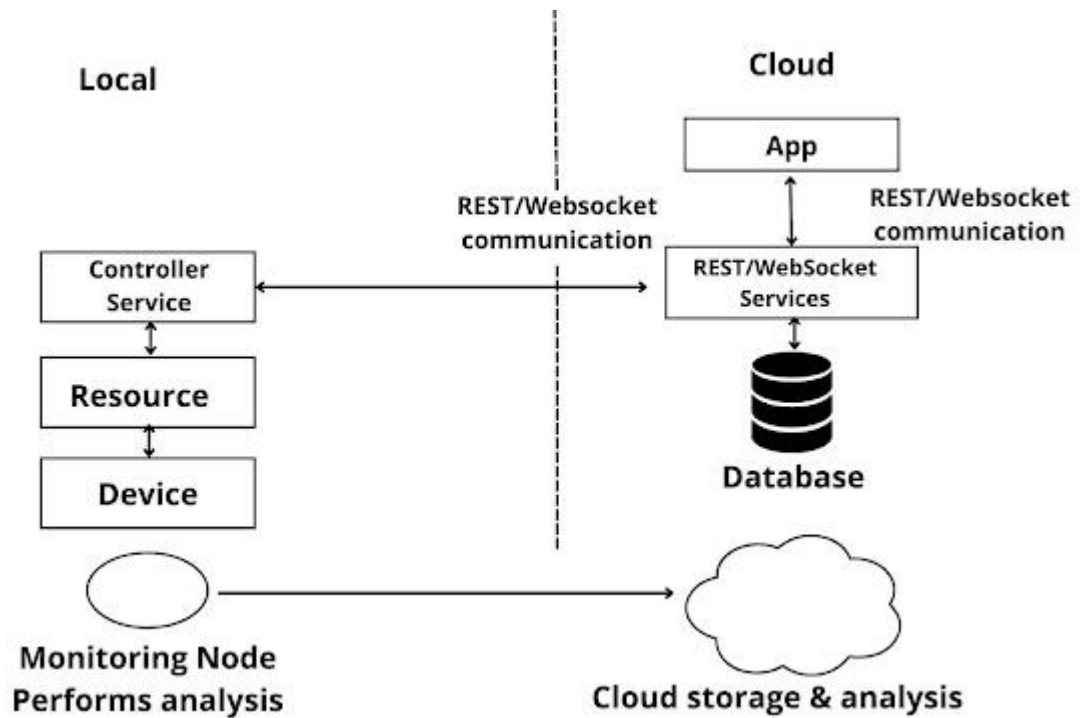 Local
Cloud
App
REST/Websocket
communication
REST/Websocket
communication
Controller
Service
REST/WebSocket
Services
Resource
Device
Database
Monitoring Node
Performs analysis
Cloud storage & analysis